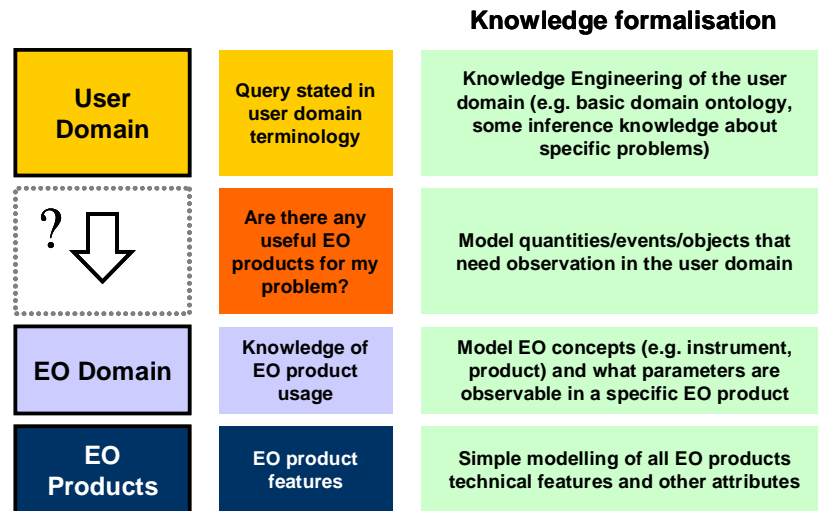 Knowledge formalisation
User
Domain
Query stated in
user domain
terminology
Knowledge Engineering of the user
domain (e.g. basic domain ontology,
some inference knowledge about
specific problems)
?
Are there any
useful EO
products for my
problem?
Model quantities/events/objects that
need observation in the user domain
EO Domain
Knowledge of
EO product
usage
Model EO concepts (e.g. instrument,
product) and what parameters are
observable in a specific EO product
EO
Products
EO product
features
Simple modelling of all EO products
technical features and other attributes